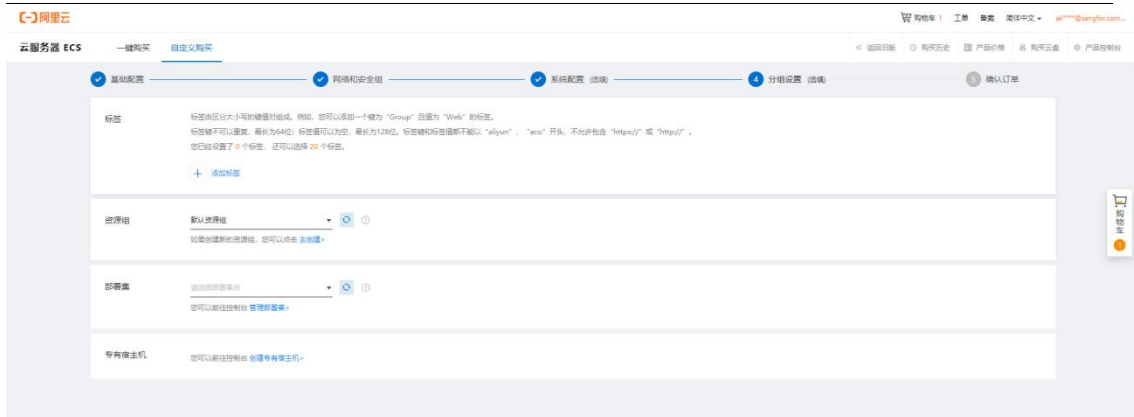 阿里云
购物车 1 工单 备案 简体中文 ali****@sangfor.com...
云服务器 ECS 一键购买 自定义购买 返回旧版 购买历史 产品价格 购买云盘 产品控制台
基础配置 网络和安全组 系统配置 (选填) 4 分组设置 (选填) 5 确认订单
标签 标签由区分大小写的键值对组成。例如，您可以添加一个键为 "Group" 且值为 "Web" 的标签。
标签键不可以重复，最长为64位；标签值可以为空，最长为128位。标签键和标签值都不能以 "aliyun" 、 "acs:" 开头，不允许包含 "https://" 或 "http://" 。
您已经设置了 0 个标签，还可以选择 20 个标签。
+ 添加标签
资源组 默认资源组
如需创建新的资源组，您可以点击 去创建>
部署集 请选择部署集合
您可以前往控制台 管理部署集>
专有宿主机 您可以前往控制台 创建专有宿主机>
购物车
1